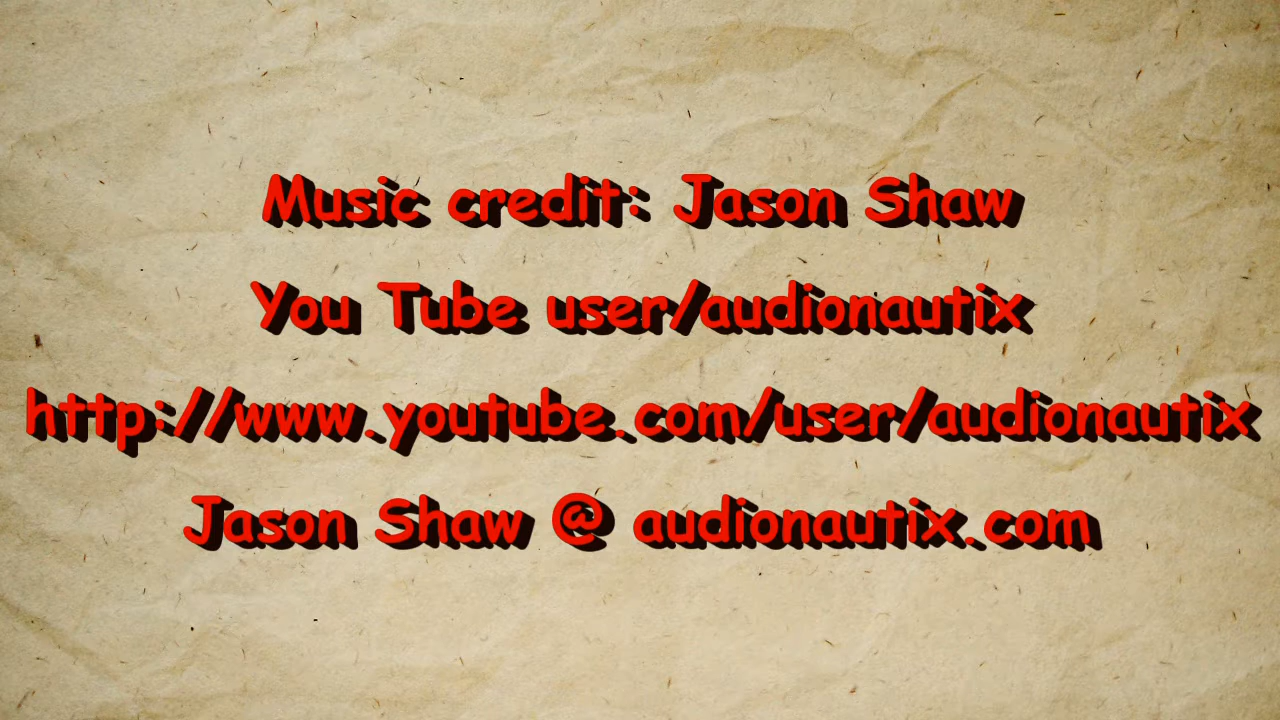 Music credit: Jason Shaw
You Tube user/audionautix
http://www.youtube.com/user/audionautix
Jason Shaw @ audionautix.com